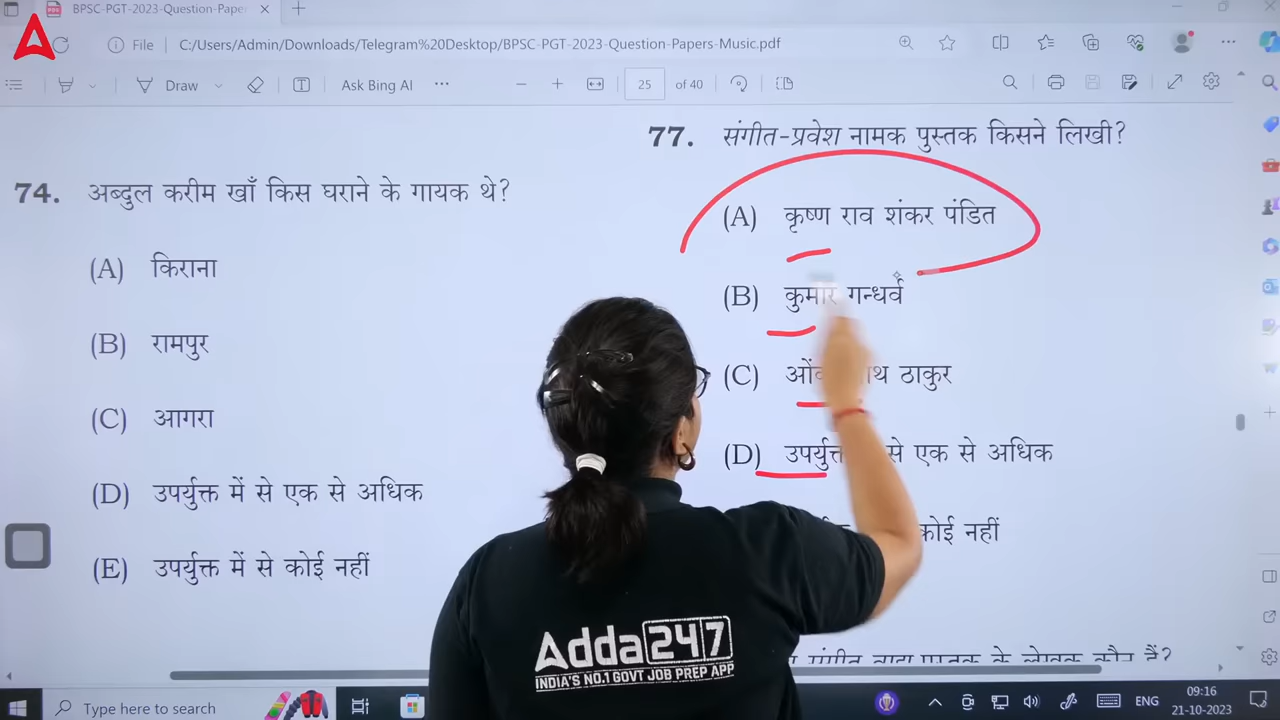 BPSC-PGT-2023-Question-Paper
File C:/Users/Admin/Downloads/Telegram%20Desktop/BPSC-PGT-2023-Question-Papers-Music.pdf
Draw Ask Bing AI 25 of 40
74. अब्दुल करीम खाँ किस घराने के गायक थे?
(A) किराना
(B) रामपुर
(C) आगरा
(D) उपर्युक्त में से एक से अधिक
(E) उपर्युक्त में से कोई नहीं
77. संगीत-प्रवेश नामक पुस्तक किसने लिखी?
(A) कृष्ण राव शंकर पंडित
(B) कुमार गन्धर्व
(C) ठाकुर
(D) उपर्युक्त से एक से अधिक
कोई नहीं
Adda247
INDIA'S NO.1 GOVT JOB PREP APP
Type here to search
ENG
09:16
21-10-2023